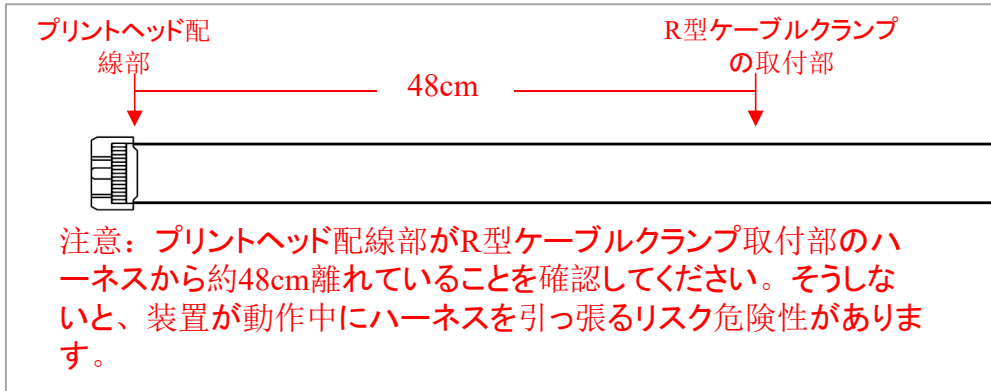 プリントヘッド配
線部
R型ケーブルクランプ
の取付部
48cm
注意：プリントヘッド配線部がR型ケーブルクランプ取付部のハ
ーネスから約48cm離れていることを確認してください。そうしな
いと、装置が動作中にハーネスを引っ張るリスク危険性がありま
す。